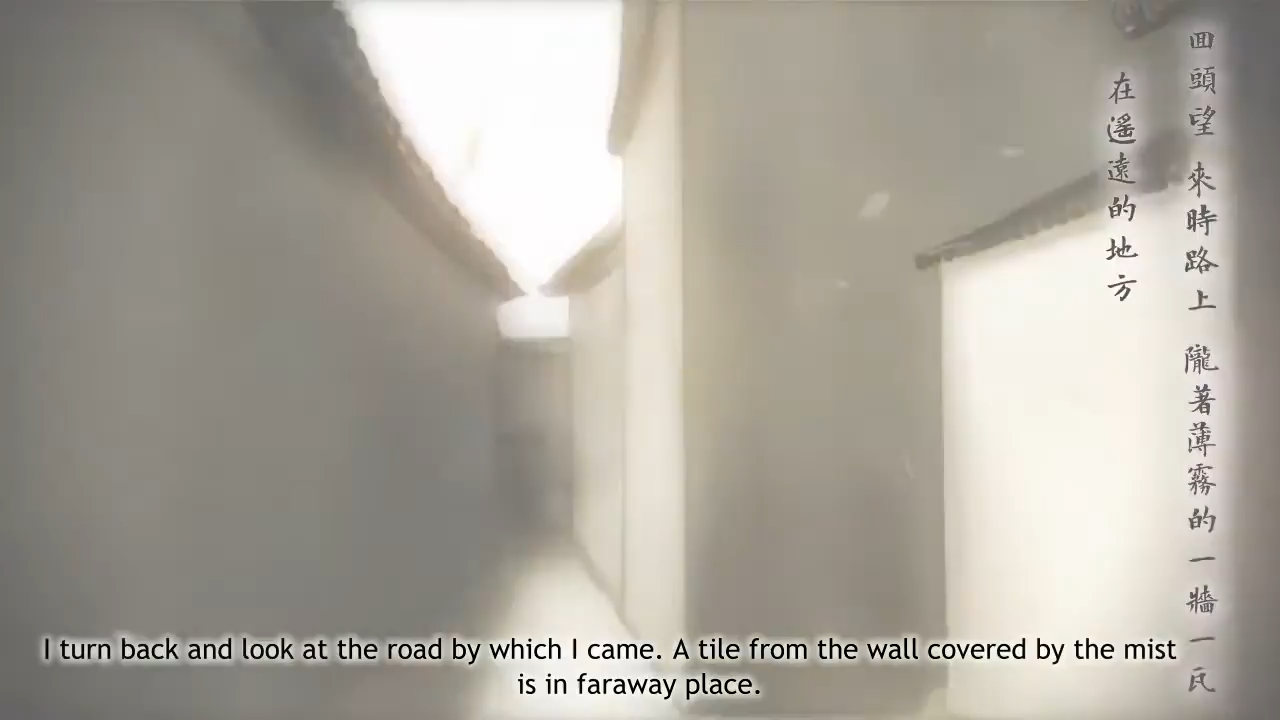 回頭望 來時路上 隴著薄霧的一牆一瓦
在遙遠的地方
I turn back and look at the road by which I came. A tile from the wall covered by the mist
is in faraway place.